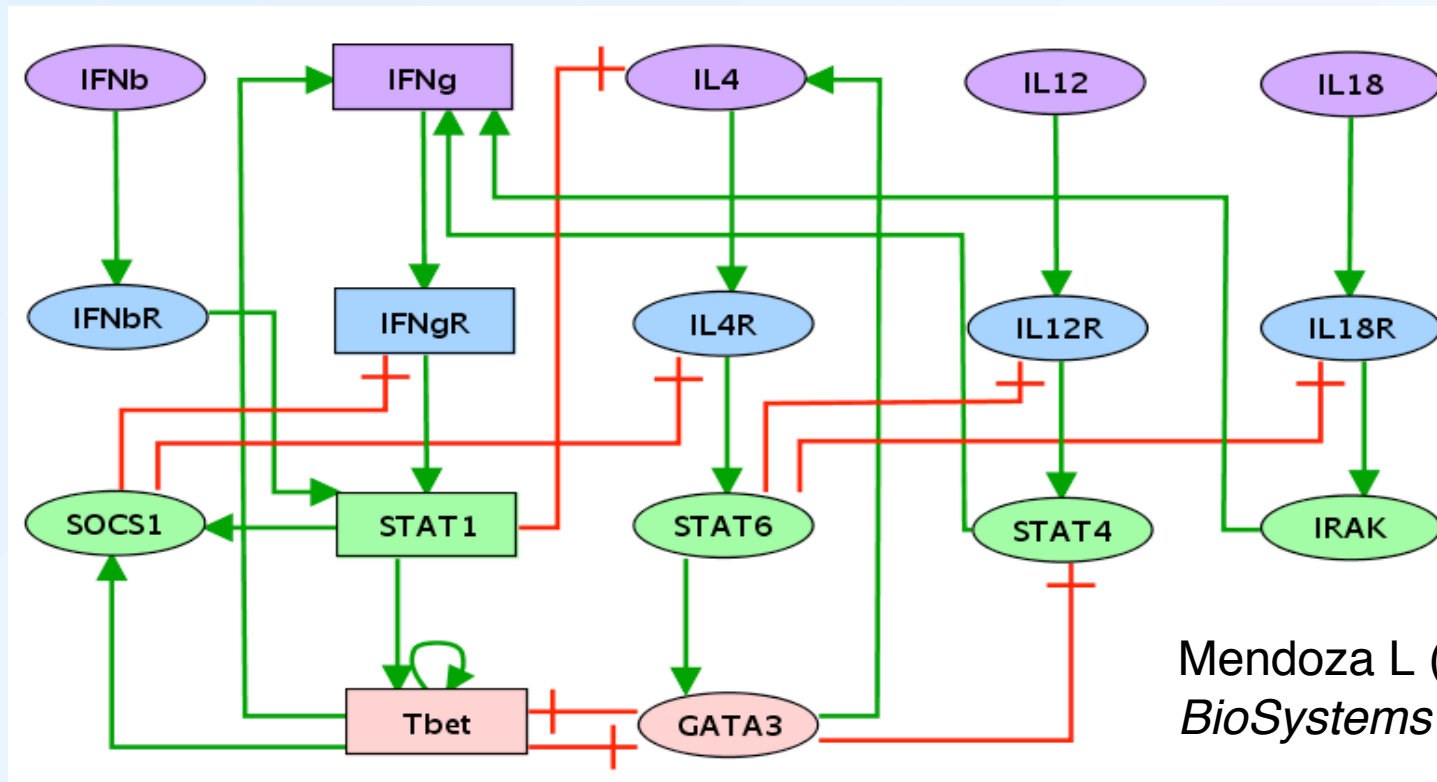 IFNb
IFNg
IL4
IL12
IL18
IFNbR
IFNgR
IL4R
IL12R
IL18R
SOCS1
STAT1
STAT6
STAT4
IRAK
Tbet
GATA3
Mendoza L (
BioSystems